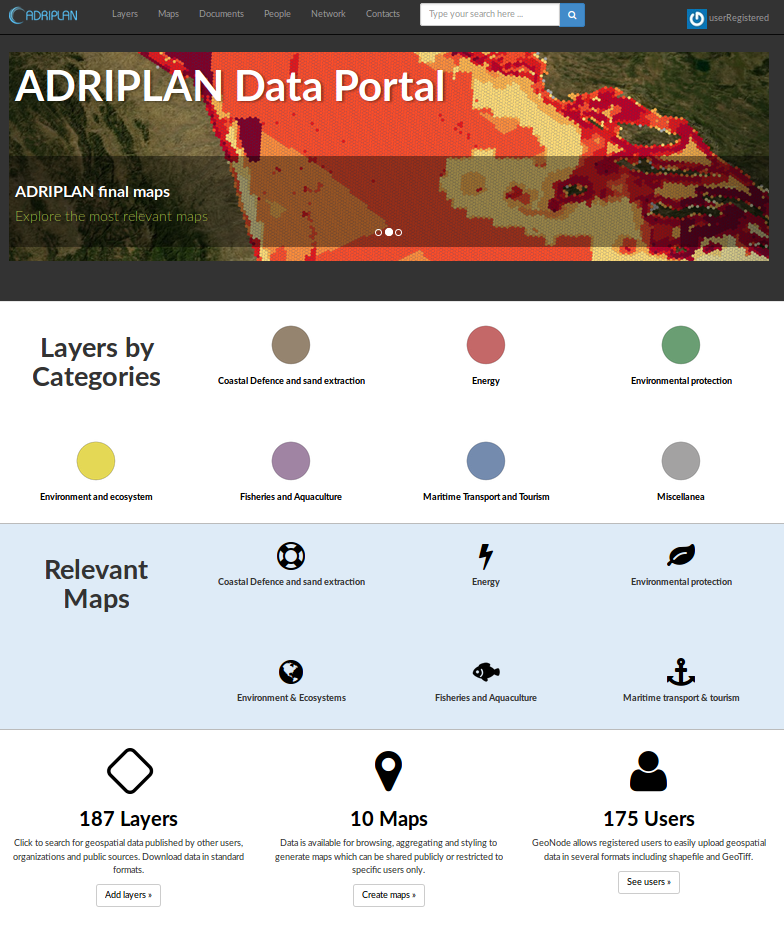 ADRIPLAN
Layers Maps Documents People Network Contacts Type your search here ... userRegistered
ADRIPLAN Data Portal
ADRIPLAN final maps
Explore the most relevant maps
Layers by
Categories
Coastal Defence and sand extraction
Energy
Environmental protection
Environment and ecosystem
Fisheries and Aquaculture
Maritime Transport and Tourism
Miscellanea
Relevant
Maps
Coastal Defence and sand extraction
Energy
Environmental protection
Environment & Ecosystems
Fisheries and Aquaculture
Maritime transport & tourism
187 Layers
Click to search for geospatial data published by other users,
organizations and public sources. Download data in standard
formats.
Add layers »
10 Maps
Data is available for browsing, aggregating and styling to
generate maps which can be shared publicly or restricted to
specific users only.
Create maps »
175 Users
GeoNode allows registered users to easily upload geospatial
data in several formats including shapefile and GeoTiff.
See users »